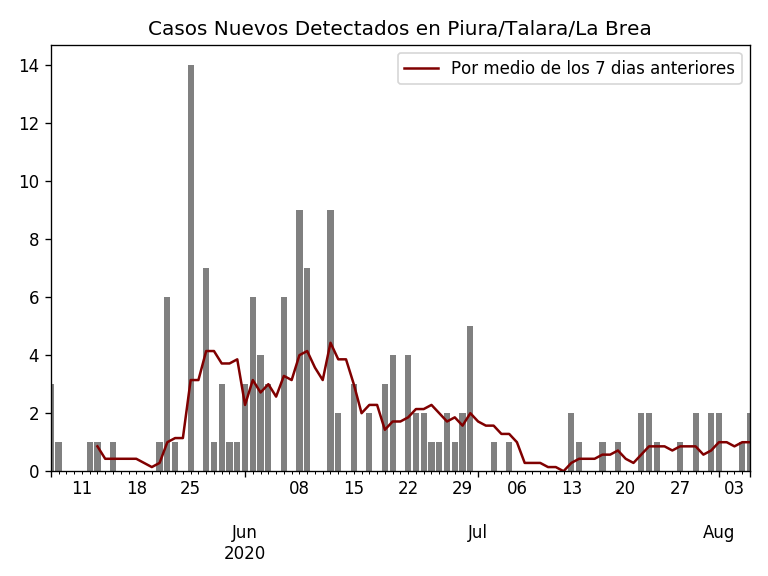 Casos Nuevos Detectados en Piura/Talara/La Brea
Por medio de los 7 dias anteriores
14
12
10
8
6
4
2
0
11 18 25 08 15 22 29 06 13 20 27 03
Jun Jul Aug
2020